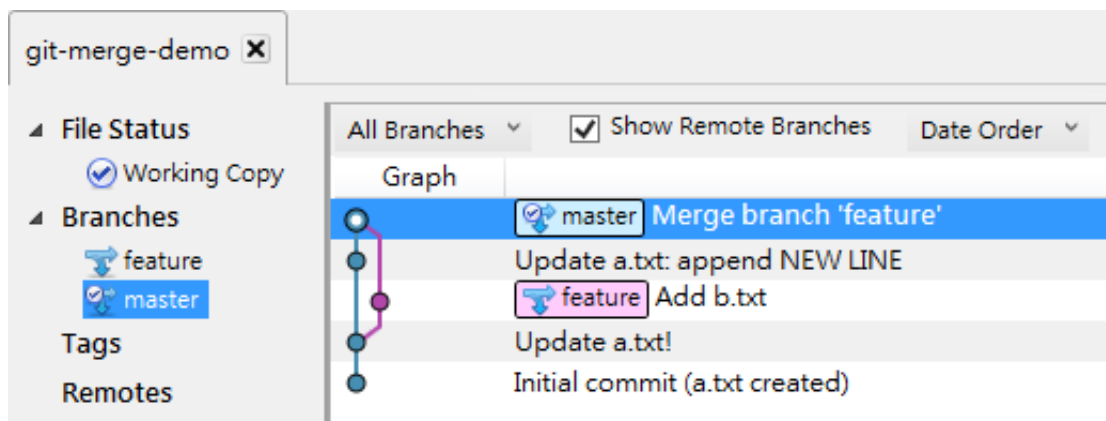 git-merge-demo
File Status
Working Copy
Branches
feature
master
Tags
Remotes
All Branches Show Remote Branches Date Order
Graph
master Merge branch 'feature'
Update a.txt: append NEW LINE
feature Add b.txt
Update a.txt!
Initial commit (a.txt created)